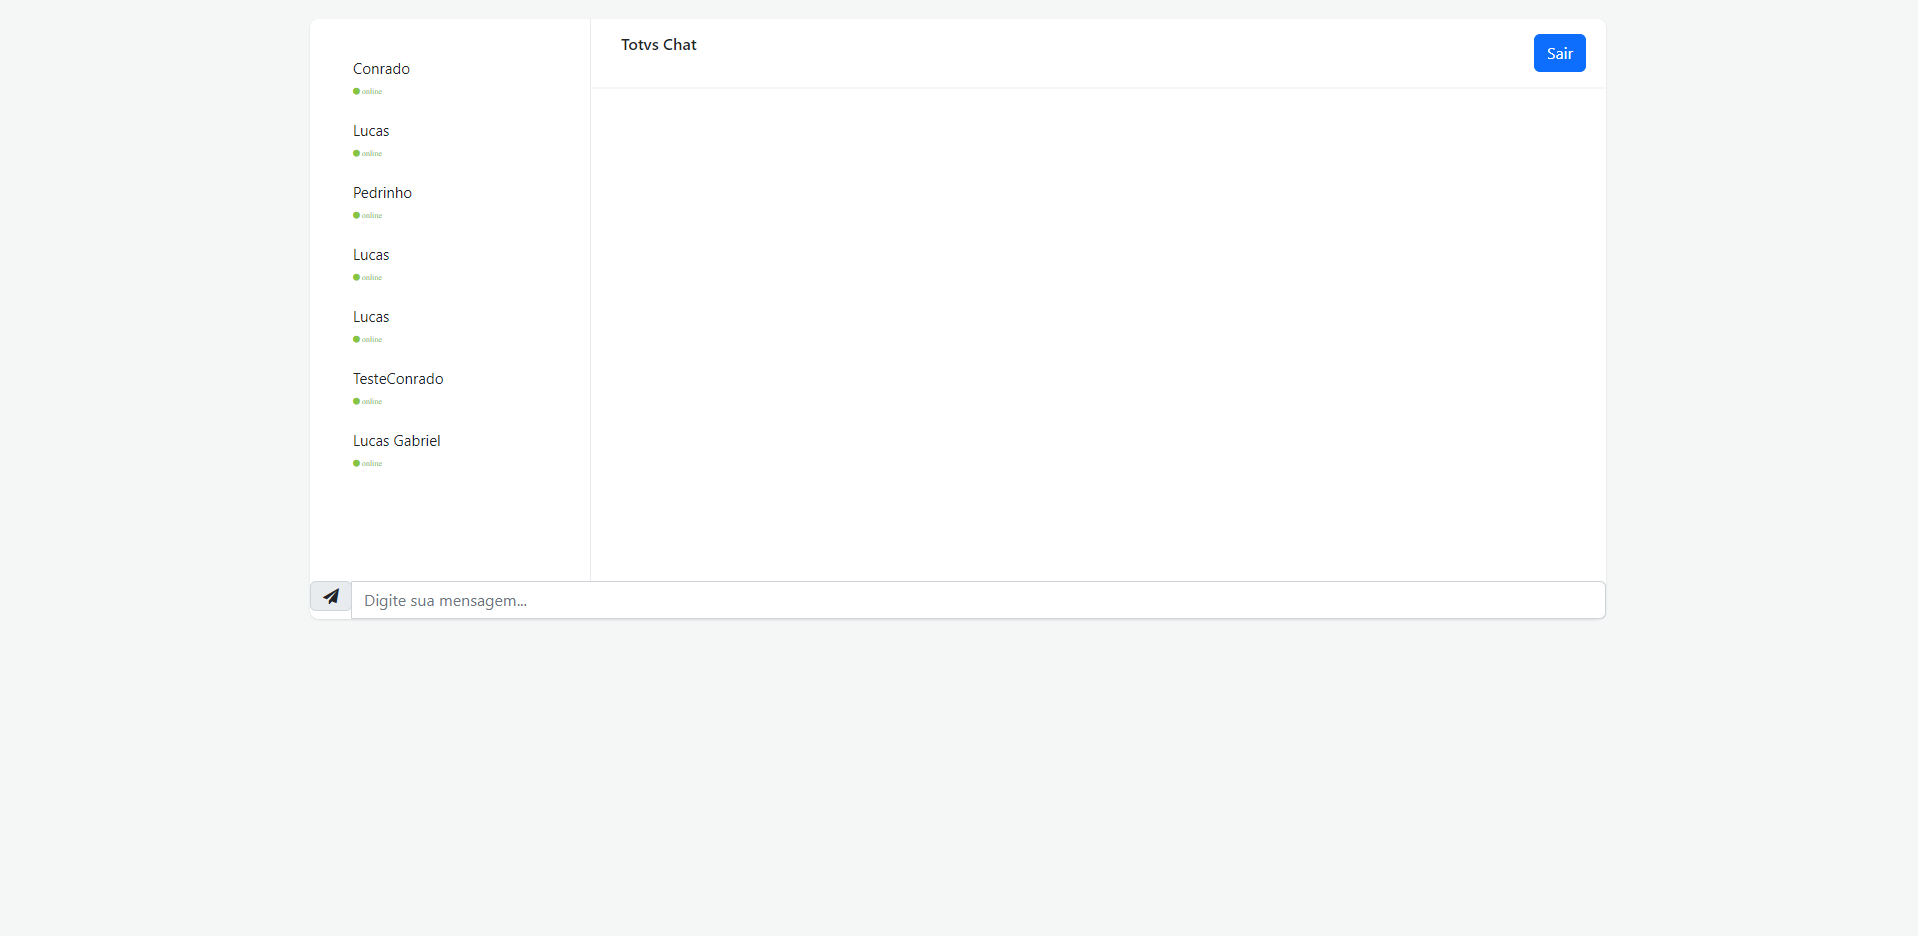 Conrado
online
Lucas
online
Pedrinho
online
Lucas
online
Lucas
online
TesteConrado
online
Lucas Gabriel
online
Totvs Chat
Sair
Digite sua mensagem...